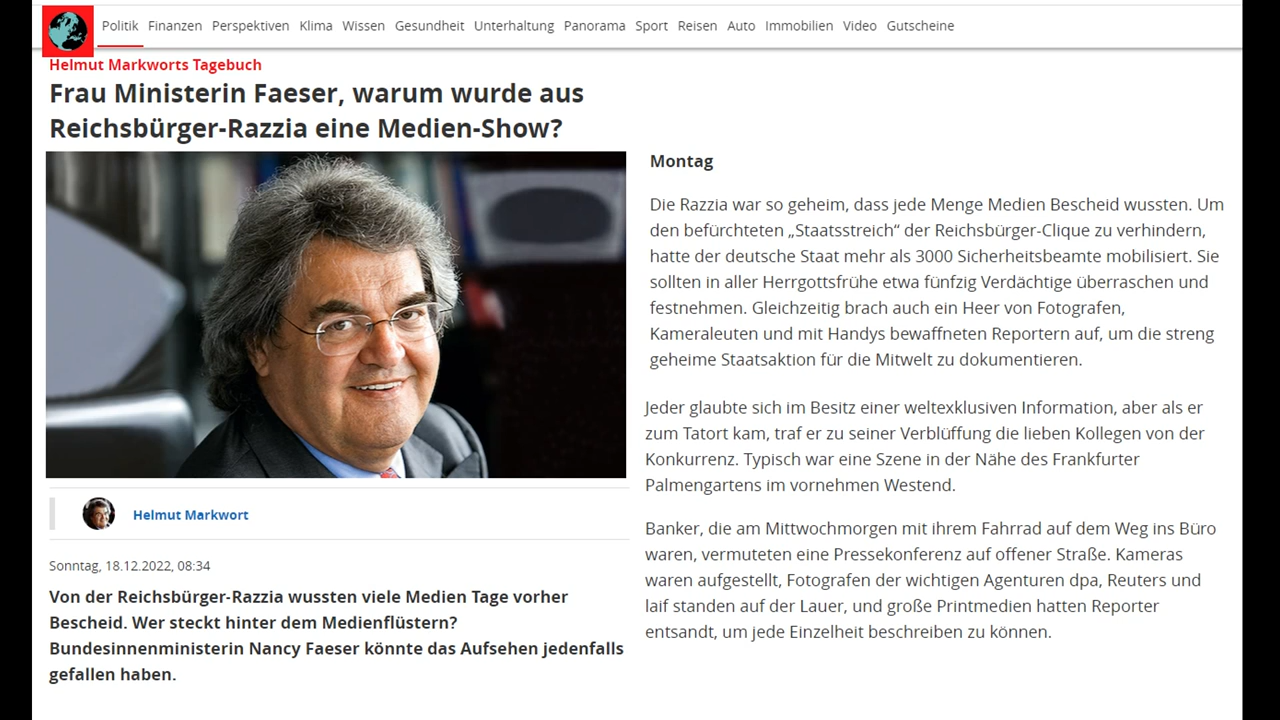 Politik Finanzen Perspektiven Klima Wissen Gesundheit Unterhaltung Panorama Sport Reisen Auto Immobilien Video Gutscheine
Helmut Markworts Tagebuch
Frau Ministerin Faeser, warum wurde aus
Reichsbürger-Razzia eine Medien-Show?
Helmut Markwort
Sonntag, 18.12.2022, 08:34
Von der Reichsbürger-Razzia wussten viele Medien Tage vorher
Bescheid. Wer steckt hinter dem Medienflüstern?
Bundesinnenministerin Nancy Faeser könnte das Aufsehen jedenfalls
gefallen haben.
Montag
Die Razzia war so geheim, dass jede Menge Medien Bescheid wussten. Um
den befürchteten „Staatsstreich“ der Reichsbürger-Clique zu verhindern,
hatte der deutsche Staat mehr als 3000 Sicherheitsbeamte mobilisiert. Sie
sollten in aller Herrgottsfrühe etwa fünfzig Verdächtige überraschen und
festnehmen. Gleichzeitig brach auch ein Heer von Fotografen,
Kameraleuten und mit Handys bewaffneten Reportern auf, um die streng
geheime Staatsaktion für die Mitwelt zu dokumentieren.
Jeder glaubte sich im Besitz einer weltexklusiven Information, aber als er
zum Tatort kam, traf er zu seiner Verblüffung die lieben Kollegen von der
Konkurrenz. Typisch war eine Szene in der Nähe des Frankfurter
Palmengartens im vornehmen Westend.
Banker, die am Mittwochmorgen mit ihrem Fahrrad auf dem Weg ins Büro
waren, vermuteten eine Pressekonferenz auf offener Straße. Kameras
waren aufgestellt, Fotografen der wichtigen Agenturen dpa, Reuters und
laif standen auf der Lauer, und große Printmedien hatten Reporter
entsandt, um jede Einzelheit beschreiben zu können.